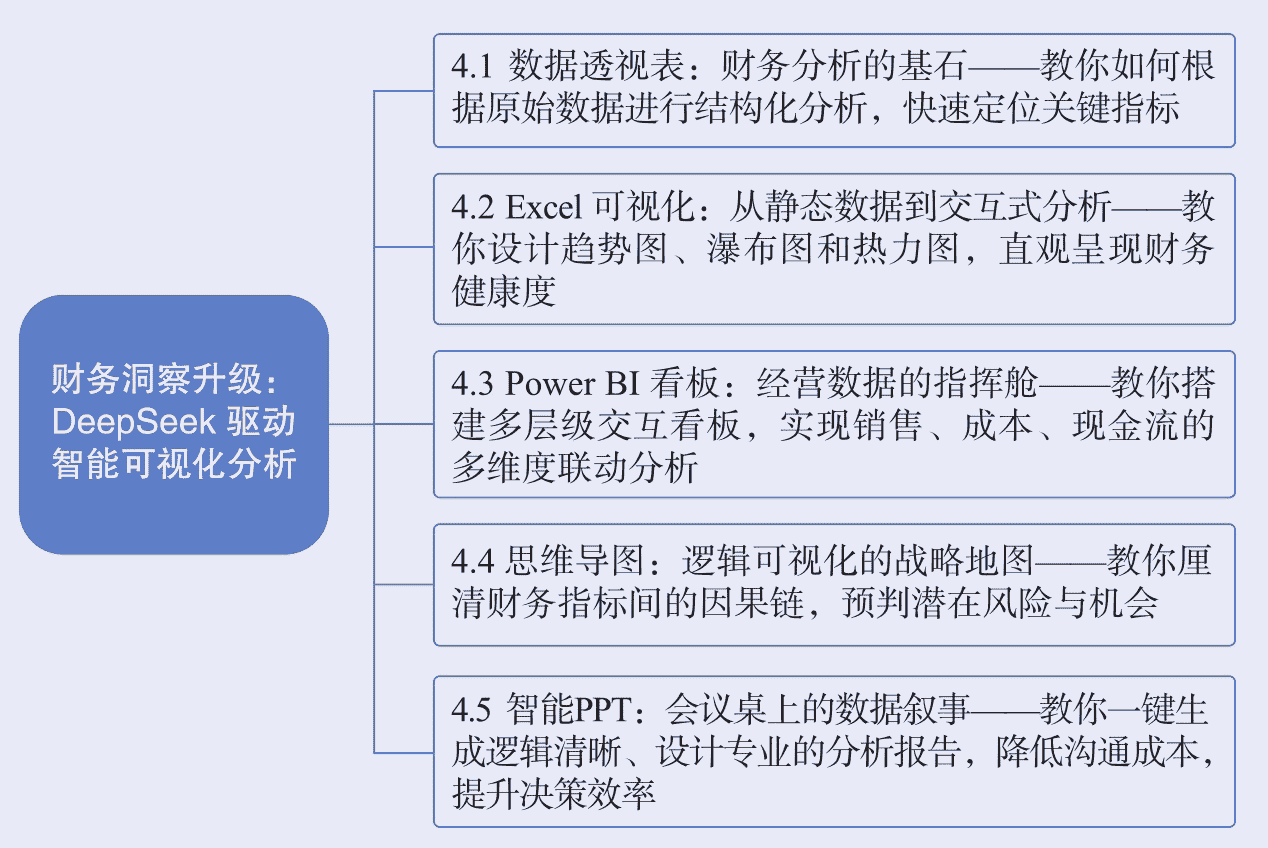 财务洞察升级：
DeepSeek 驱动
智能可视化分析
4.1 数据透视表：财务分析的基石——教你如何根
据原始数据进行结构化分析，快速定位关键指标
4.2 Excel 可视化：从静态数据到交互式分析——教
你设计趋势图、瀑布图和热力图，直观呈现财务
健康度
4.3 Power BI 看板：经营数据的指挥舱——教你搭
建多层级交互看板，实现销售、成本、现金流的
多维度联动分析
4.4 思维导图：逻辑可视化的战略地图——教你厘
清财务指标间的因果链，预判潜在风险与机会
4.5 智能PPT：会议桌上的数据叙事——教你一键生
成逻辑清晰、设计专业的分析报告，降低沟通成本，
提升决策效率